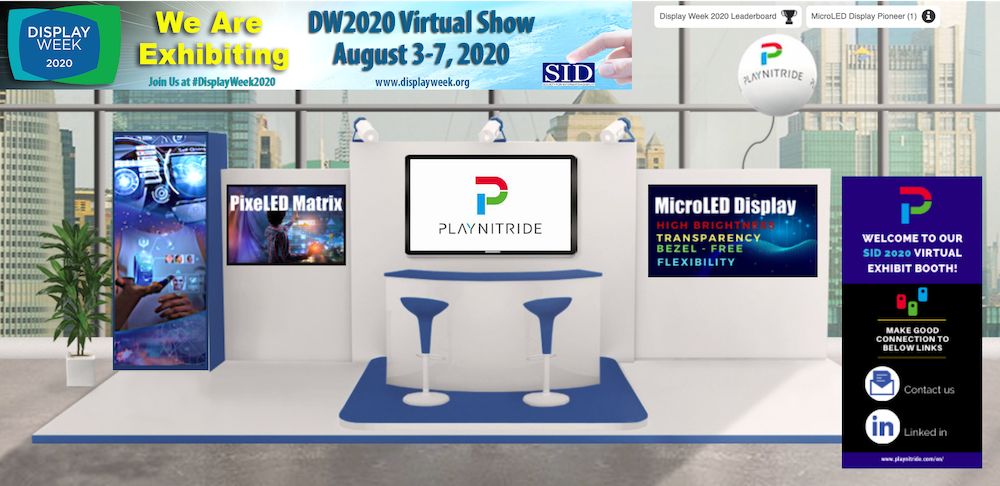 DISPLAY
WEEK
2020
We Are
Exhibiting
Join Us at #DisplayWeek2020
DW2020 Virtual Show
August 3-7, 2020
www.displayweek.org
SID
Display Week 2020 Leaderboard
MicroLED Display Pioneer (1)
PLAYNITRIDE
PixeLED Matrix
PLAYNITRIDE
MicroLED Display
HIGH BRIGHTNESS
TRANSPARENCY
BEZEL - FREE
FLEXIBILITY
WELCOME TO OUR
SID 2020 VIRTUAL
EXHIBIT BOOTH!
MAKE GOOD
CONNECTION TO
BELOW LINKS
Contact us
in
Linked in
www.playnitride.com/en/